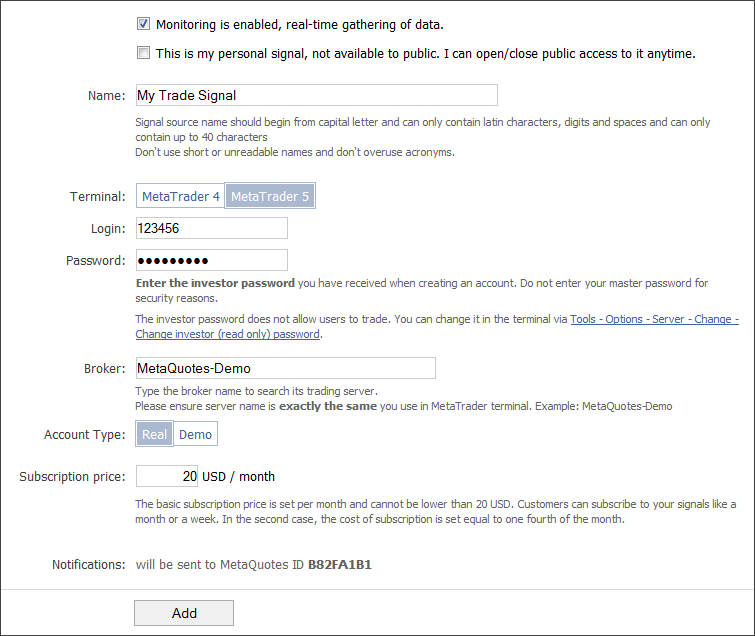 Monitoring is enabled, real-time gathering of data.
This is my personal signal, not available to public. I can open/close public access to it anytime.
Name: My Trade Signal
Signal source name should begin from capital letter and can only contain latin characters, digits and spaces and can only
contain up to 40 characters
Don't use short or unreadable names and don't overuse acronyms.
Terminal: MetaTrader 4 MetaTrader 5
Login: 123456
Password: ●●●●●●●●●
Enter the investor password you have received when creating an account. Do not enter your master password for
security reasons.
The investor password does not allow users to trade. You can change it in the terminal via Tools - Options - Server - Change -
Change investor (read only) password.
Broker: MetaQuotes-Demo
Type the broker name to search its trading server.
Please ensure server name is exactly the same you use in MetaTrader terminal. Example: MetaQuotes-Demo
Account Type: Real Demo
Subscription price: 20 USD / month
The basic subscription price is set per month and cannot be lower than 20 USD. Customers can subscribe to your signals like a
month or a week. In the second case, the cost of subscription is set equal to one fourth of the month.
Notifications: will be sent to MetaQuotes ID B82FA1B1
Add